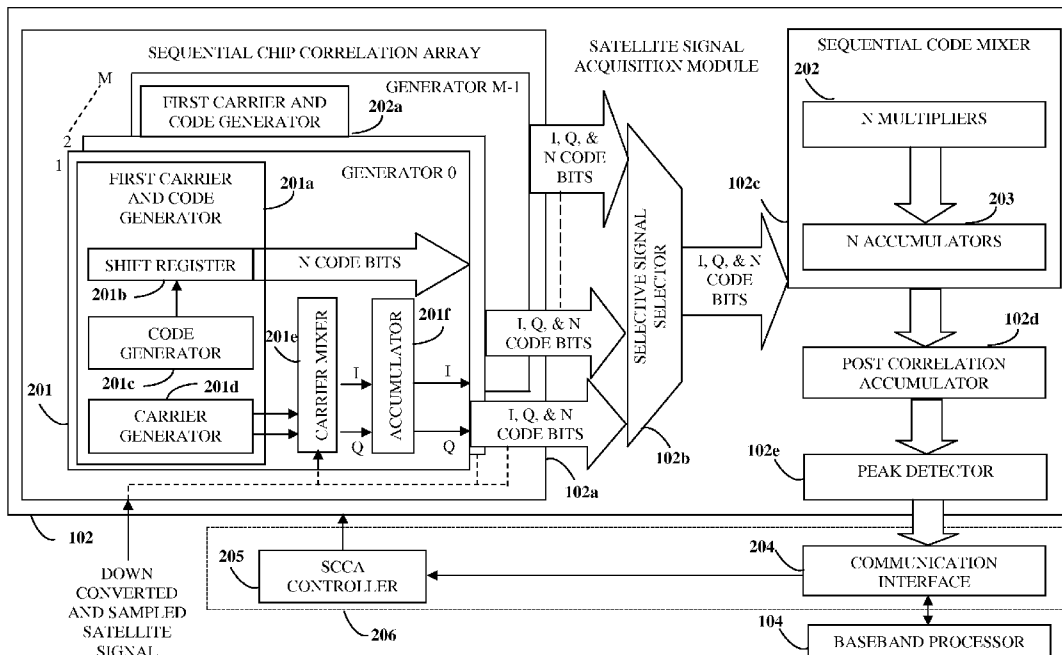 SEQUENTIAL CHIP CORRELATION ARRAY
M
2
1
GENERATOR M-1
FIRST CARRIER AND
CODE GENERATOR
202a
GENERATOR 0
FIRST CARRIER
AND CODE
GENERATOR
201a
SHIFT REGISTER
201b
N CODE BITS
CODE
GENERATOR
201c
201d
CARRIER
GENERATOR
201e
CARRIER MIXER
I
Q
201f
ACCUMULATOR
I
Q
201
I, Q, &
N CODE
BITS
I, Q, & N
CODE BITS
I, Q, & N
CODE BITS
102a
SATELLITE SIGNAL
ACQUISITION MODULE
SELECTIVE SIGNAL
SELECTOR
102b
I, Q, & N
CODE
BITS
102c
SEQUENTIAL CODE MIXER
202
N MULTIPLIERS
203
N ACCUMULATORS
102d
POST CORRELATION
ACCUMULATOR
102e
PEAK DETECTOR
102
DOWN
CONVERTED
AND SAMPLED
SATELLITE
SIGNAL
205
SCCA
CONTROLLER
206
204
COMMUNICATION
INTERFACE
104
BASEBAND PROCESSOR